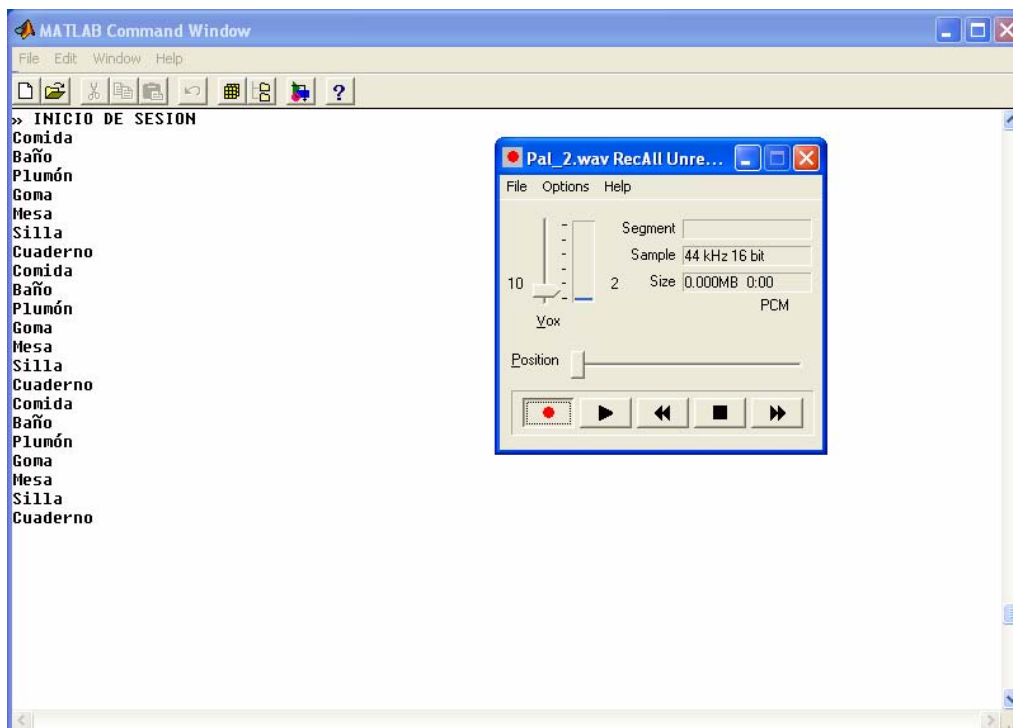 MATLAB Command Window
File Edit Window Help
» INICIO DE SESION
Comida
Baño
Plumón
Goma
Mesa
Silla
Cuaderno
Comida
Baño
Plumón
Goma
Mesa
Silla
Cuaderno
Comida
Baño
Plumón
Goma
Mesa
Silla
Cuaderno
Pal_2.wav RecAll Unre...
File Options Help
Segment
Sample 44 kHz 16 bit
10 2 Size 0.000MB 0:00
PCM
Vox
Position